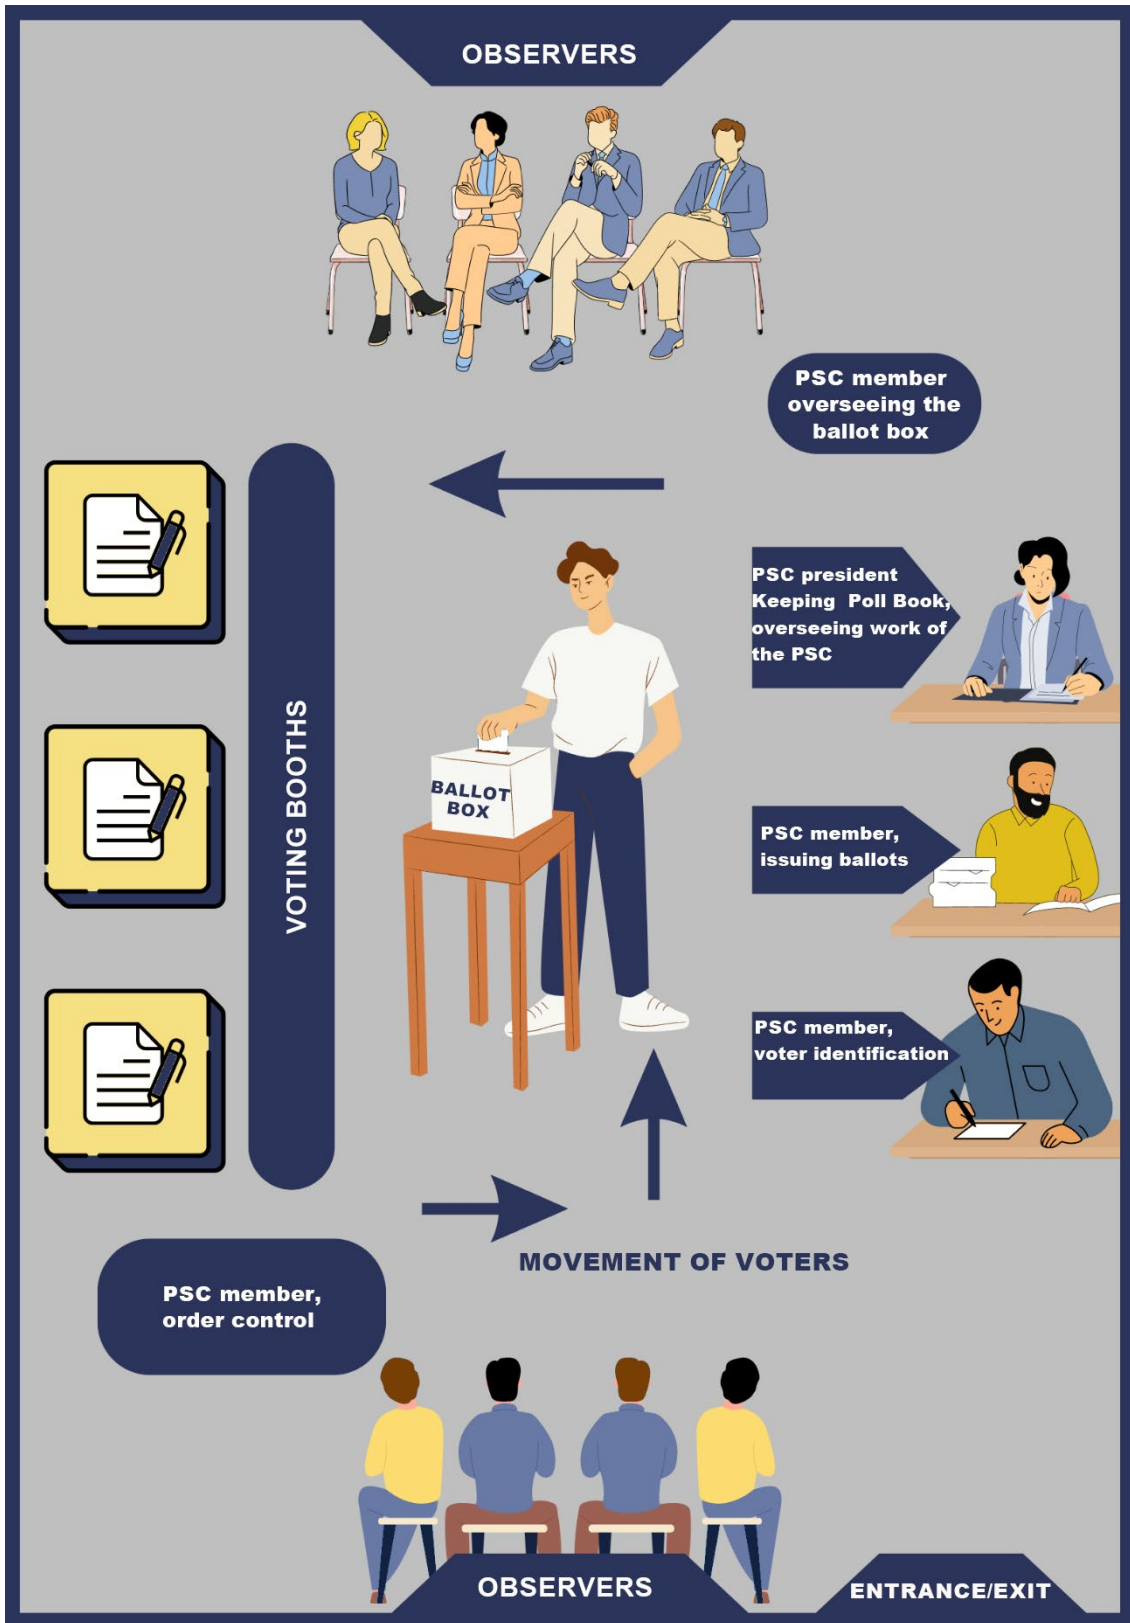 OBSERVERS
PSC member
overseeing the
ballot box
PSC president
Keeping Poll Book,
overseeing work of
the PSC
VOTING BOOTHS
BALLOT
BOX
PSC member,
issuing ballots
PSC member,
voter identification
MOVEMENT OF VOTERS
PSC member,
order control
OBSERVERS
ENTRANCE/EXIT